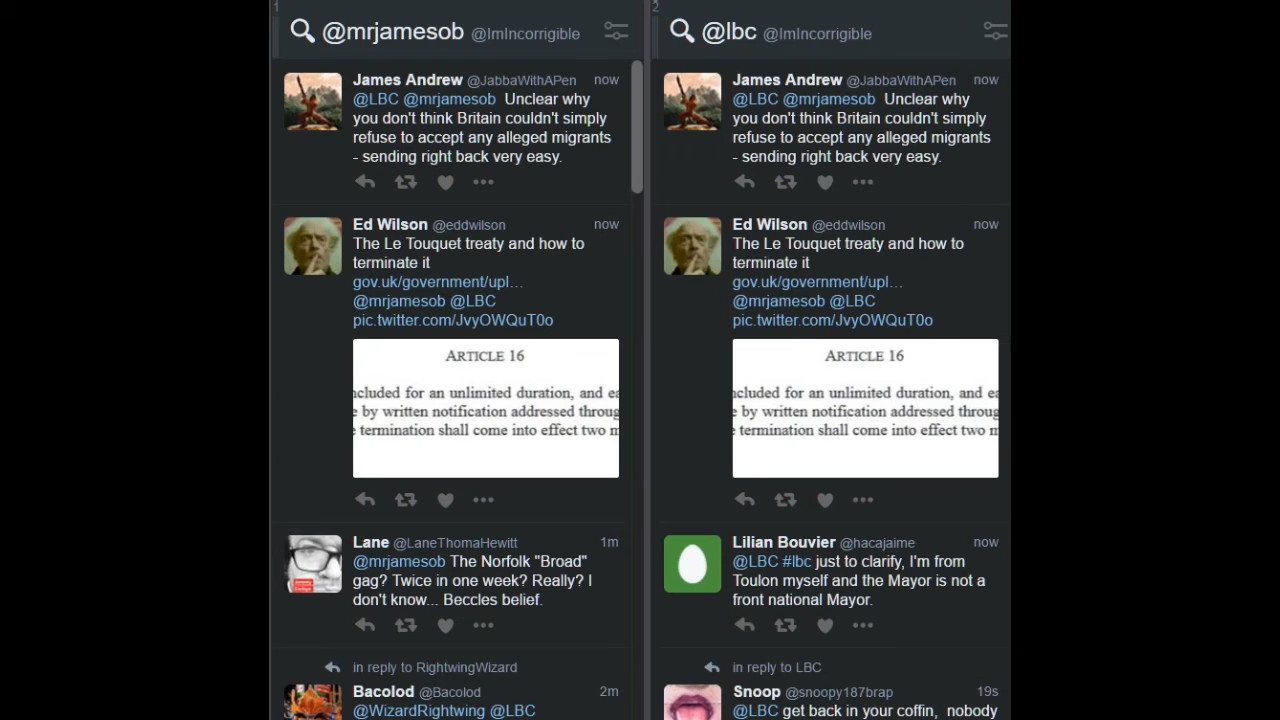 1
@mrjamesob @ImIncorrigible
James Andrew @JabbaWithAPen now
@LBC @mrjamesob Unclear why
you don't think Britain couldn't simply
refuse to accept any alleged migrants
- sending right back very easy.
Ed Wilson @eddwilson now
The Le Touquet treaty and how to
terminate it
gov.uk/government/upl…
@mrjamesob @LBC
pic.twitter.com/JvyOWQuT0o
ARTICLE 16
ncluded for an unlimited duration, and ea
e by written notification addressed throug
e termination shall come into effect two m
Lane @LaneThomaHewitt 1m
@mrjamesob The Norfolk "Broad"
gag? Twice in one week? Really? I
don't know... Beccles belief.
in reply to RightwingWizard
Bacolod @Bacolod 2m
@WizardRightwing @LBC
2
@lbc @ImIncorrigible
James Andrew @JabbaWithAPen now
@LBC @mrjamesob Unclear why
you don't think Britain couldn't simply
refuse to accept any alleged migrants
- sending right back very easy.
Ed Wilson @eddwilson now
The Le Touquet treaty and how to
terminate it
gov.uk/government/upl…
@mrjamesob @LBC
pic.twitter.com/JvyOWQuT0o
ARTICLE 16
ncluded for an unlimited duration, and ea
e by written notification addressed throug
e termination shall come into effect two m
Lilian Bouvier @hacajaime now
@LBC #lbc just to clarify, I'm from
Toulon myself and the Mayor is not a
front national Mayor.
in reply to LBC
Snoop @snoopy187brap 19s
@LBC get back in your coffin, nobody